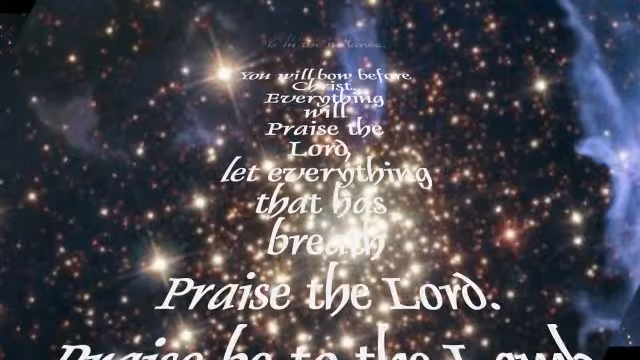 You will bow before
Christ.
Everything
will
Praise the
Lord,
let everything
that has
breath
Praise the Lord.
Praise be to the Lord,